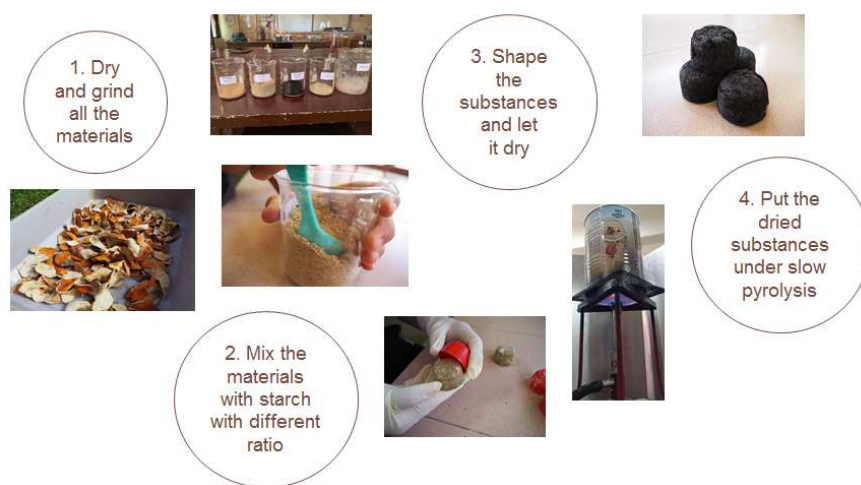 1. Dry
and grind
all the
materials
2. Mix the
materials
with starch
with different
ratio
3. Shape
the
substances
and let
it dry
4. Put the
dried
substances
under slow
pyrolysis